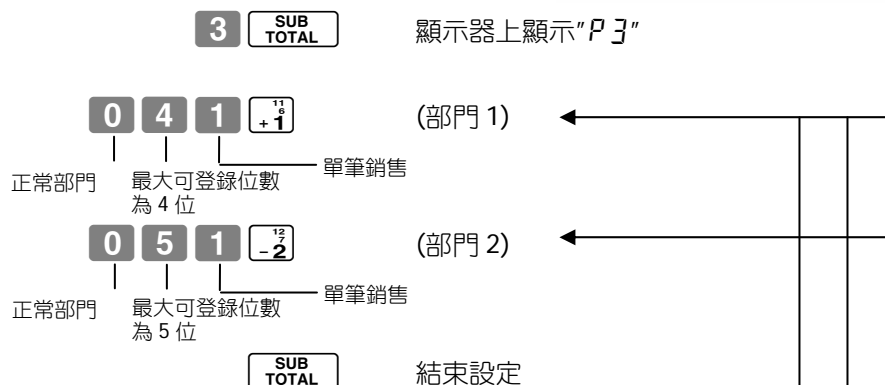 3 SUB TOTAL 顯示器上顯示"P3"
0 4 1 11 6 +1 (部門 1)
正常部門 最大可登錄位數 單筆銷售
為 4 位
0 5 1 12 7 -2 (部門 2)
正常部門 最大可登錄位數 單筆銷售
為 5 位
SUB TOTAL 結束設定